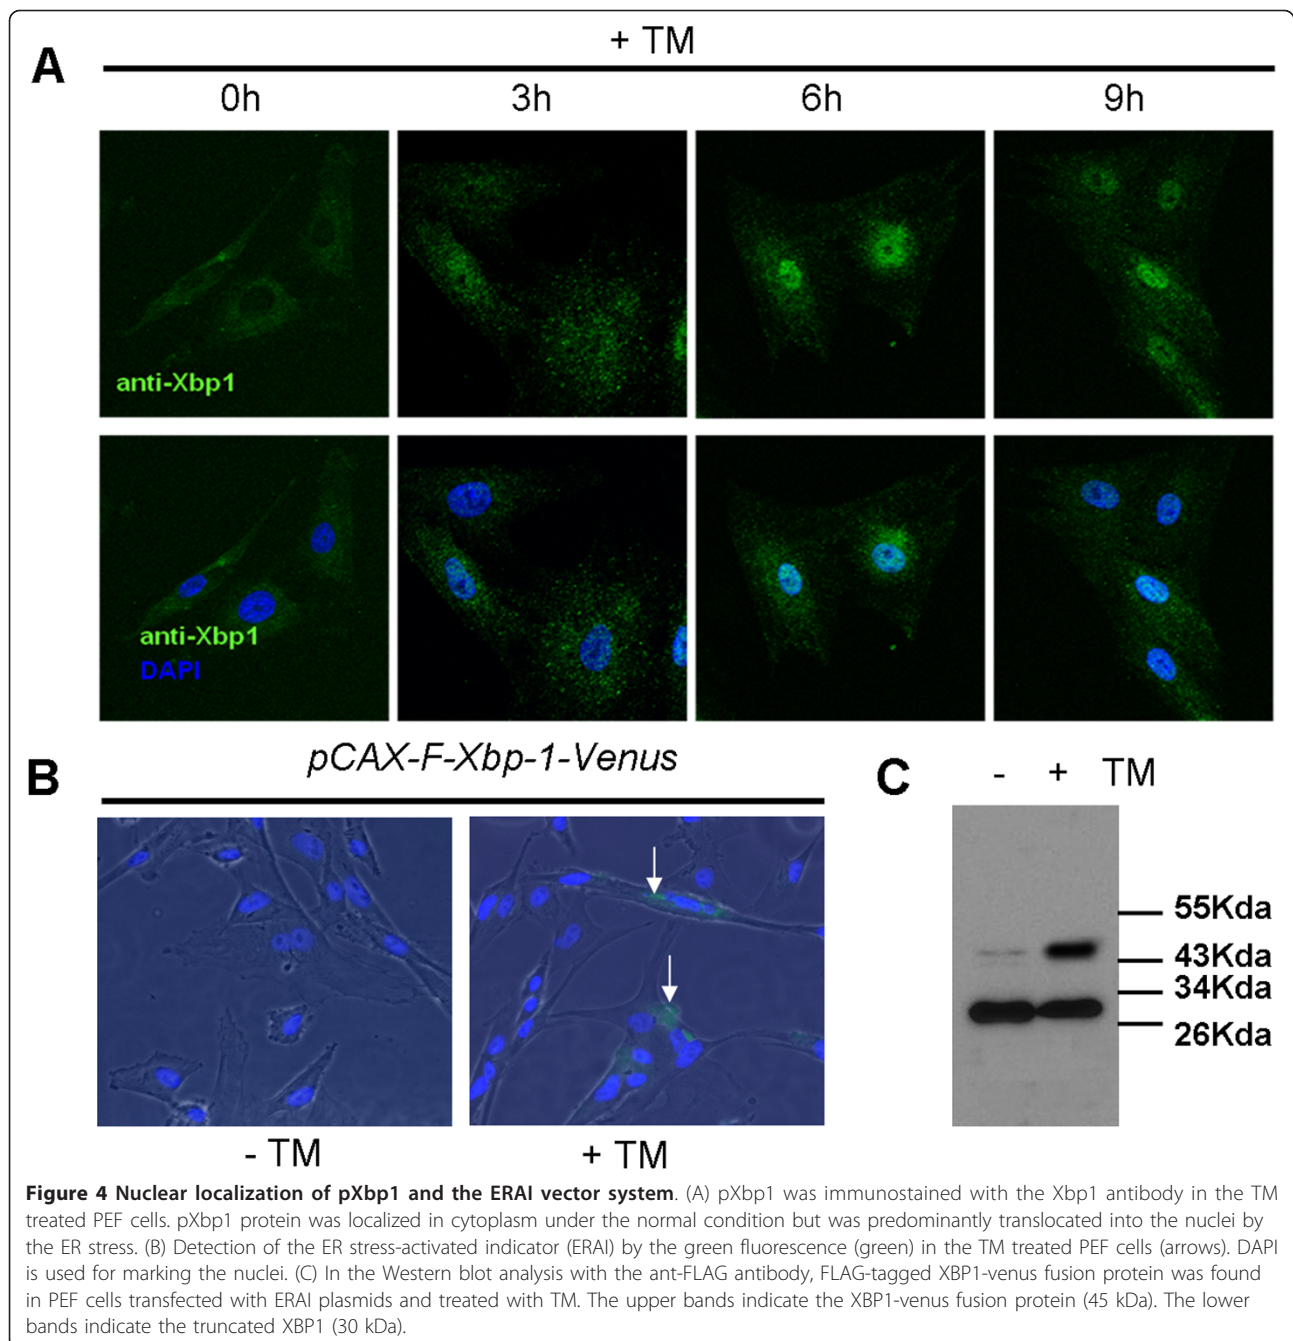 A
+ TM
0h 3h 6h 9h
anti-Xbp1
anti-Xbp1
DAPI
B
pCAX-F-Xbp-1-Venus
- TM + TM
C
- + TM
55Kda
43Kda
34Kda
26Kda
Figure 4 Nuclear localization of pXbp1 and the ERAI vector system. (A) pXbp1 was immunostained with the Xbp1 antibody in the TM
treated PEF cells. pXbp1 protein was localized in cytoplasm under the normal condition but was predominantly translocated into the nuclei by
the ER stress. (B) Detection of the ER stress-activated indicator (ERAI) by the green fluorescence (green) in the TM treated PEF cells (arrows). DAPI
is used for marking the nuclei. (C) In the Western blot analysis with the ant-FLAG antibody, FLAG-tagged XBP1-venus fusion protein was found
in PEF cells transfected with ERAI plasmids and treated with TM. The upper bands indicate the XBP1-venus fusion protein (45 kDa). The lower
bands indicate the truncated XBP1 (30 kDa).